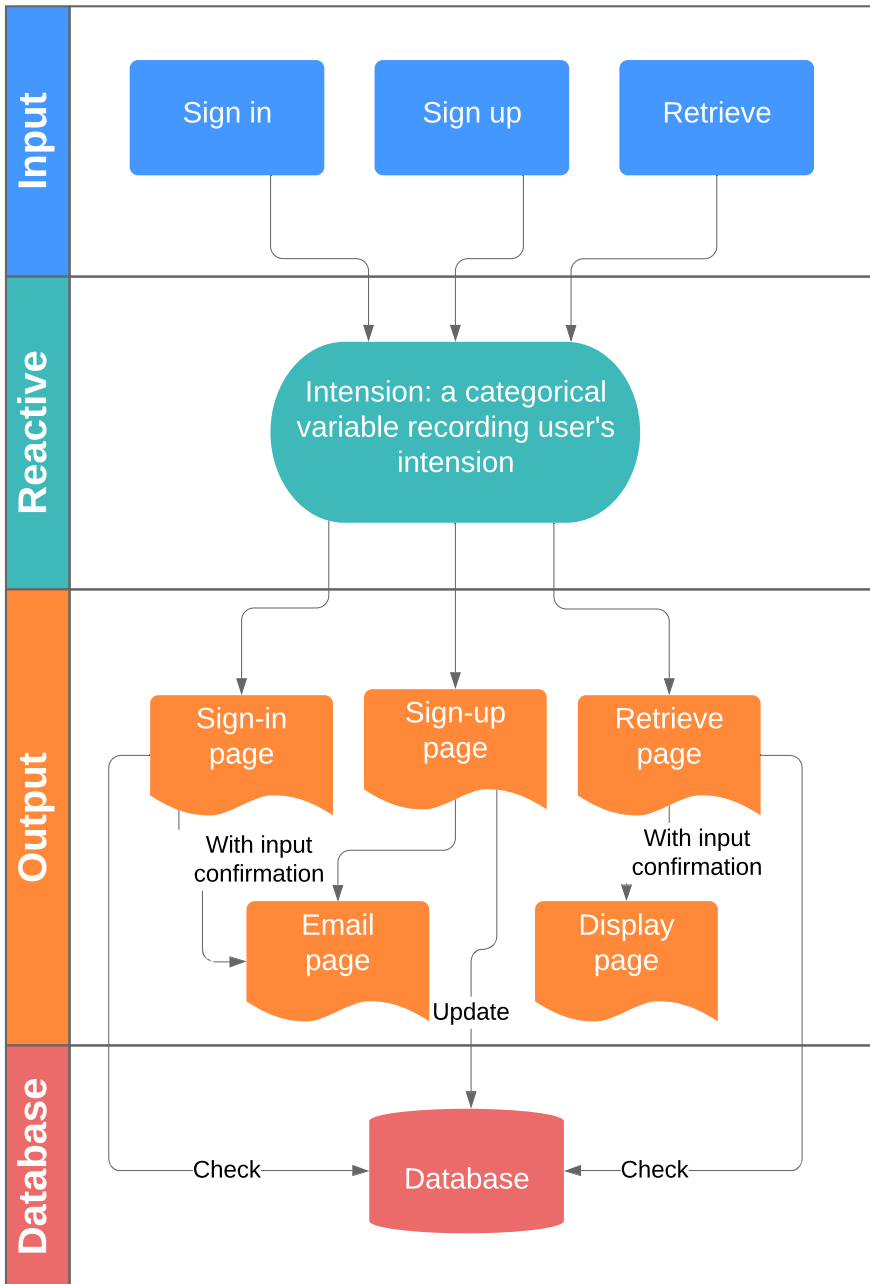 Input
Sign in
Sign up
Retrieve
Reactive
Intension: a categorical
variable recording user's
intension
Output
Sign-in
page
Sign-up
page
Retrieve
page
With input
confirmation
With input
confirmation
Email
page
Display
page
Update
Database
Check
Database
Check